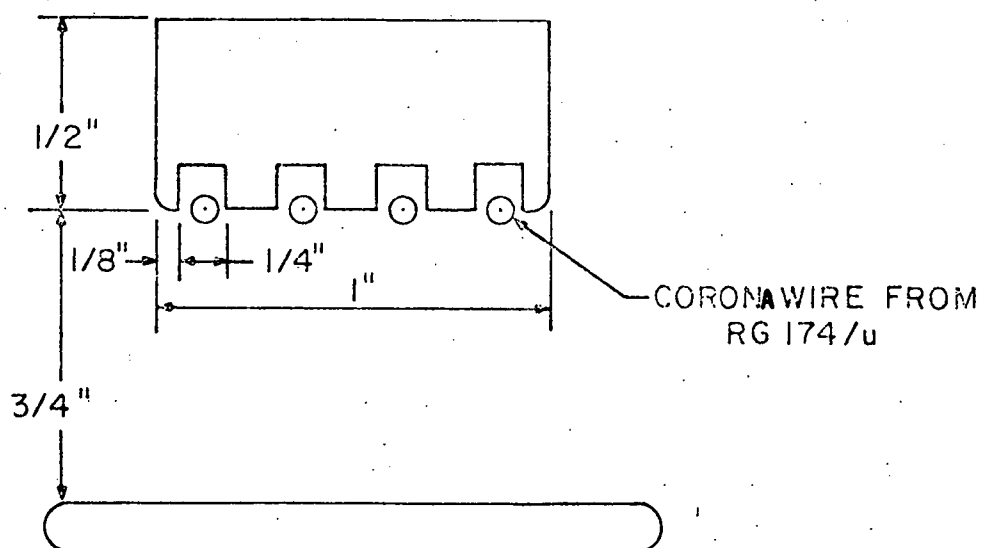 1/2"
1/8"
1/4"
1"
CORONAWIRE FROM
RG 174/u
3/4"